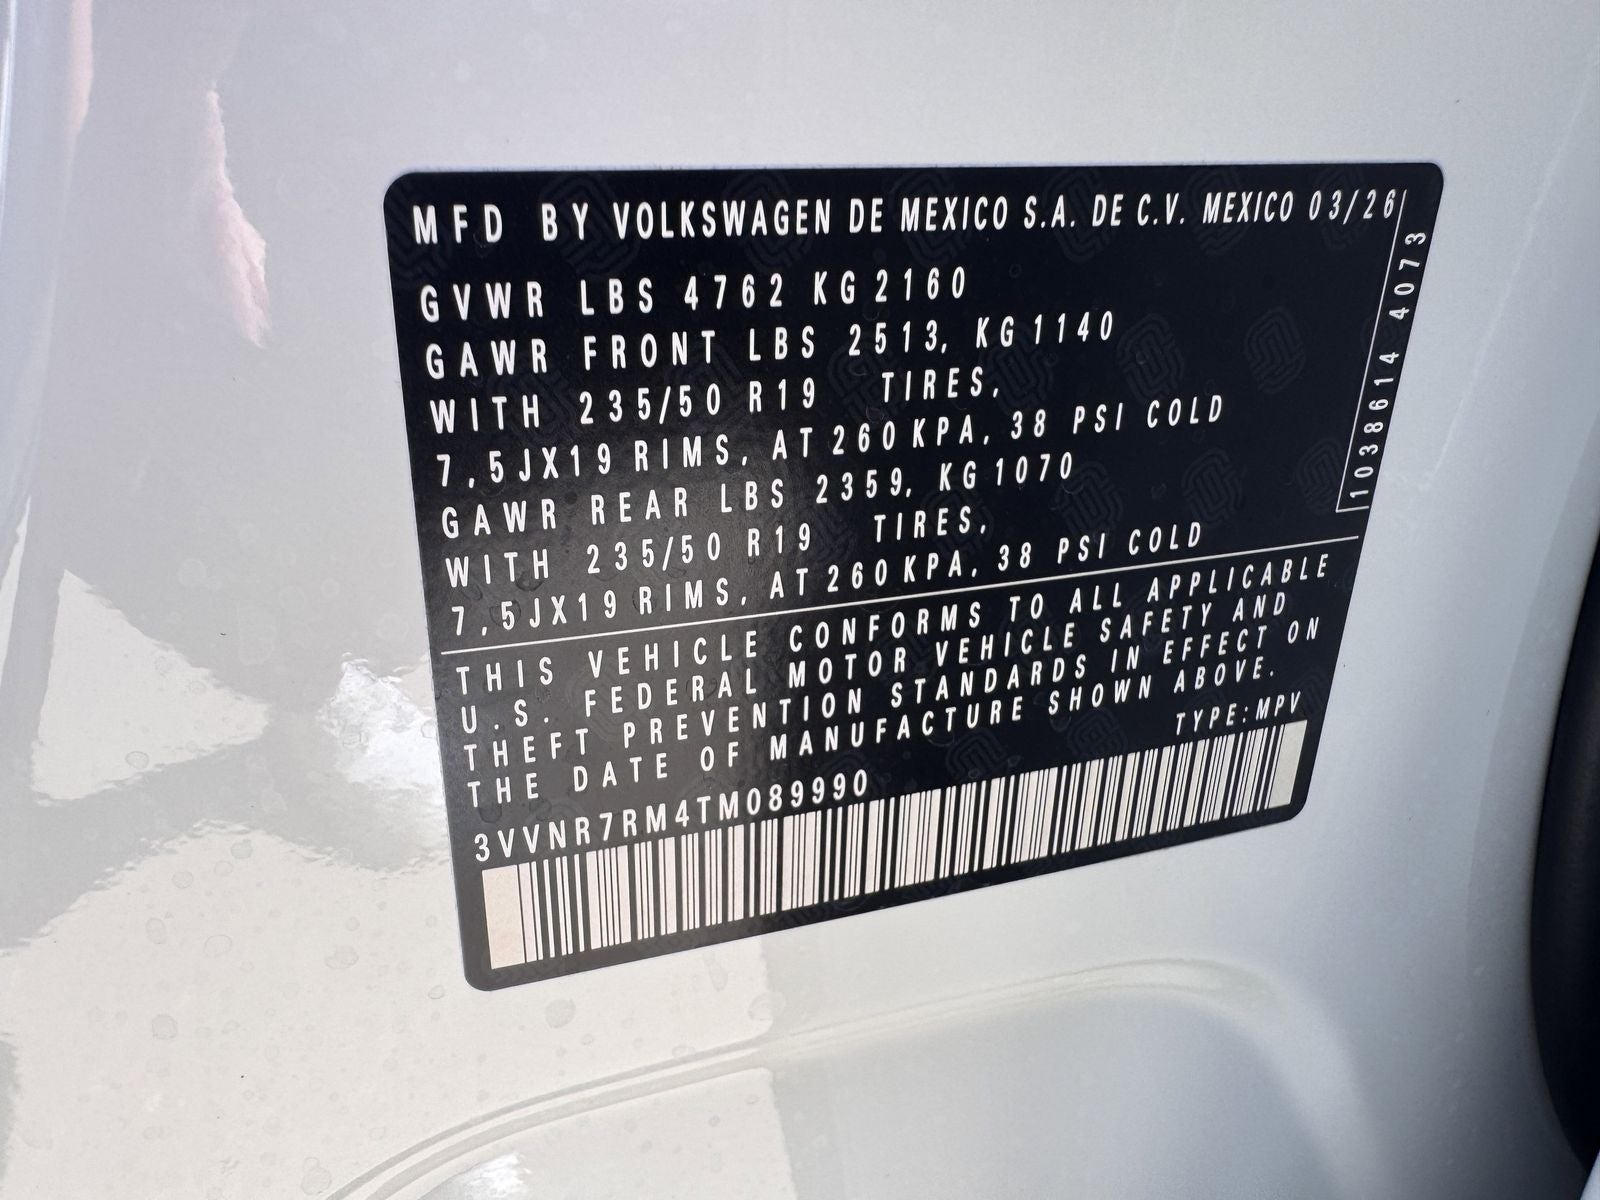 MFD BY VOLKSWAGEN DE MEXICO S.A. DE C.V. MEXICO 03/26
GVWR LBS 4762 KG 2160
GAWR FRONT LBS 2513, KG 1140
WITH 235/50 R19 TIRES,
7,5JX19 RIMS, AT 260 KPA, 38 PSI COLD
GAWR REAR LBS 2359, KG 1070
WITH 235/50 R19 TIRES,
7,5JX19 RIMS, AT 260 KPA, 38 PSI COLD
1038614 4073
THIS VEHICLE CONFORMS TO ALL APPLICABLE
U.S. FEDERAL MOTOR VEHICLE SAFETY AND
THEFT PREVENTION STANDARDS IN EFFECT ON
THE DATE OF MANUFACTURE SHOWN ABOVE.
TYPE: MPV
3VVNR7RM4TM089990